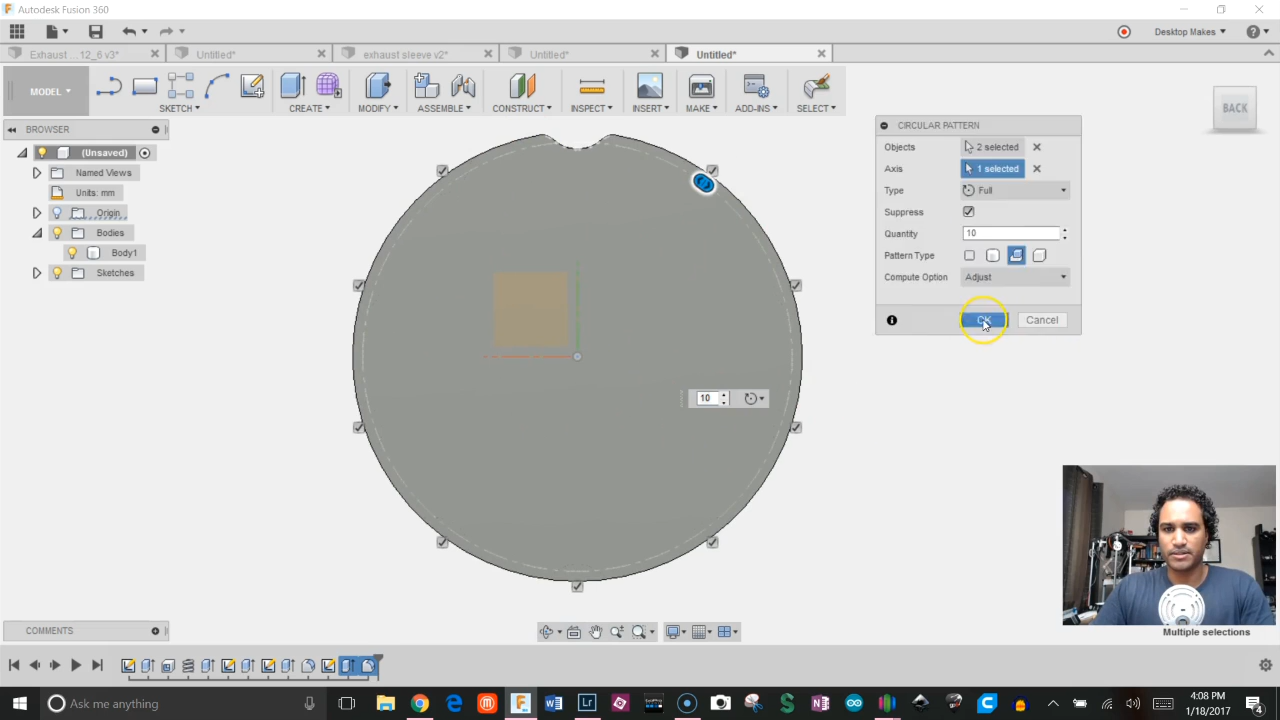 Autodesk Fusion 360
Desktop Makes
Exhaust ... 12_6 v3*
Untitled*
exhaust sleeve v2*
Untitled*
Untitled*
MODEL
SKETCH
CREATE
MODIFY
ASSEMBLE
CONSTRUCT
INSPECT
INSERT
MAKE
ADD-INS
SELECT
BROWSER
(Unsaved)
Named Views
Units: mm
Origin
Bodies
Body1
Sketches
BACK
CIRCULAR PATTERN
Objects
2 selected
Axis
1 selected
Type
Full
Suppress
Quantity
10
Pattern Type
Compute Option
Adjust
OK
Cancel
10
Multiple selections
COMMENTS
Ask me anything
4:08 PM
1/18/2017